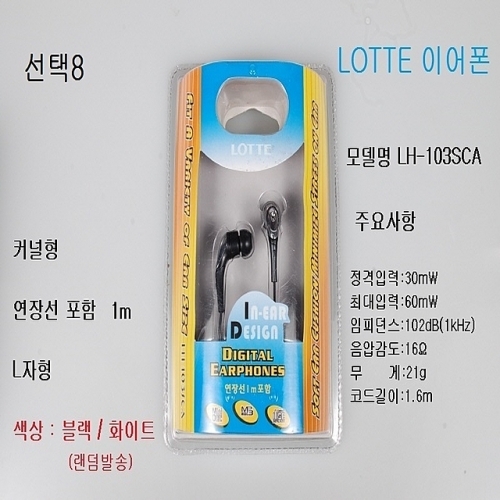 선택8
LOTTE 이어폰
모델명 LH-103SCA
주요사항
정격입력:30mW
최대입력:60mW
임피던스:102dB(1kHz)
음압감도:16Ω
무 게:21g
코드길이:1.6m
커널형
연장선 포함 1m
L자형
색상 : 블랙 / 화이트
(랜덤발송)
LOTTE
IN-EAR
DESIGN
DIGITAL
EARPHONES
연장선1m포함